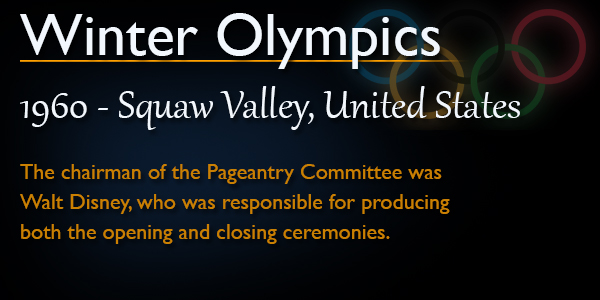 Winter Olympics
1960 - Squaw Valley, United States
The chairman of the Pageantry Committee was
Walt Disney, who was responsible for producing
both the opening and closing ceremonies.